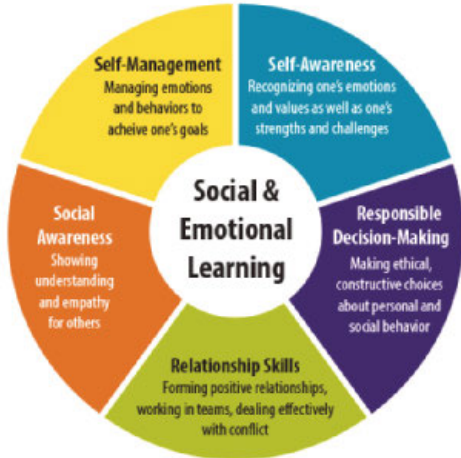 Self-Management
Managing emotions
and behaviors to
acheive one's goals
Self-Awareness
Recognizing one's emotions
and values as well as one's
strengths and challenges
Social &
Emotional
Learning
Social
Awareness
Showing
understanding
and empathy
for others
Responsible
Decision-Making
Making ethical,
constructive choices
about personal and
social behavior
Relationship Skills
Forming positive relationships,
working in teams, dealing effectively
with conflict